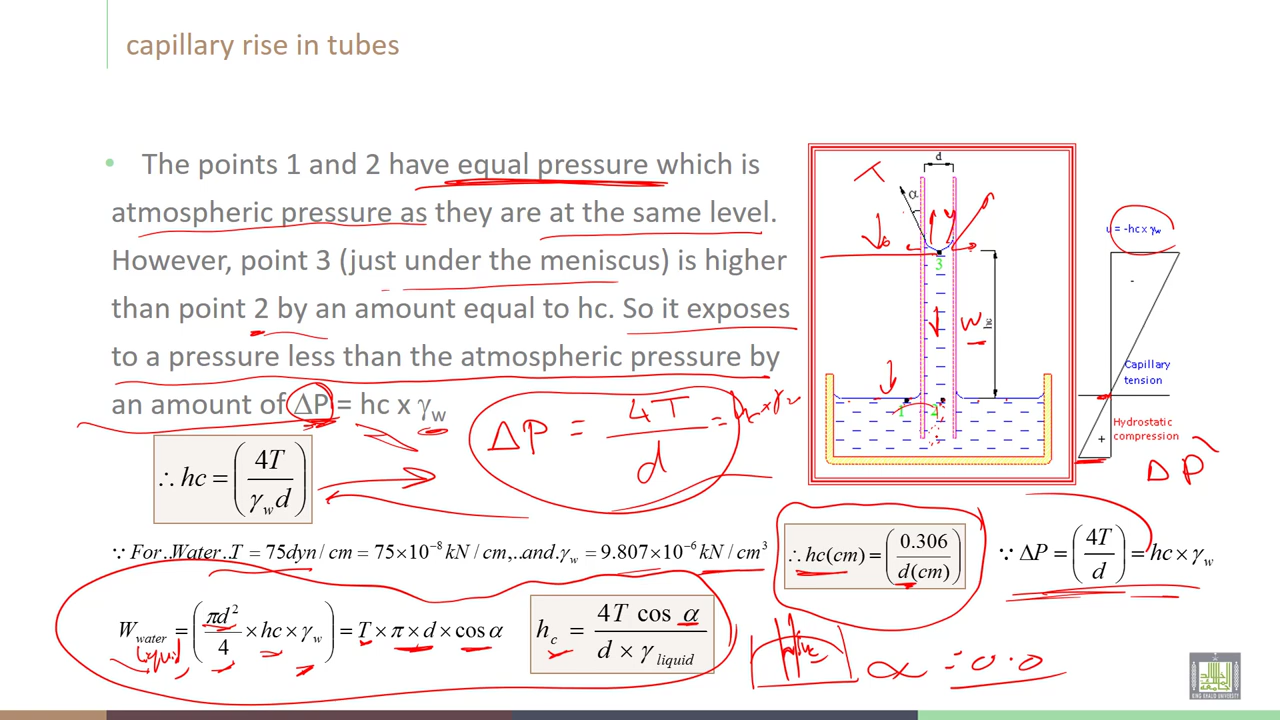 capillary rise in tubes
• The points 1 and 2 have equal pressure which is
atmospheric pressure as they are at the same level.
However, point 3 (just under the meniscus) is higher
than point 2 by an amount equal to hc. So it exposes
to a pressure less than the atmospheric pressure by
an amount of ΔP = hc x γw
ΔP = 4T / d =
d
T
α
3
W
hc
1 2
u = -hc x γw
-
Capillary
tension
Hydrostatic
compression
+
ΔP
∴ hc = (4T / γw d)
∵ For..Water..T = 75dyn / cm = 75×10⁻⁸ kN / cm,..and.γw = 9.807×10⁻⁶ kN / cm³
∴ hc(cm) = (0.306 / d(cm))
∵ ΔP = (4T / d) = hc × γw
Wwater = (πd² / 4 × hc × γw) = T × π × d × cos α
liquid
hc = 4T cos α / d × γliquid
α = 0.0
KING KHALID UNIVERSITY